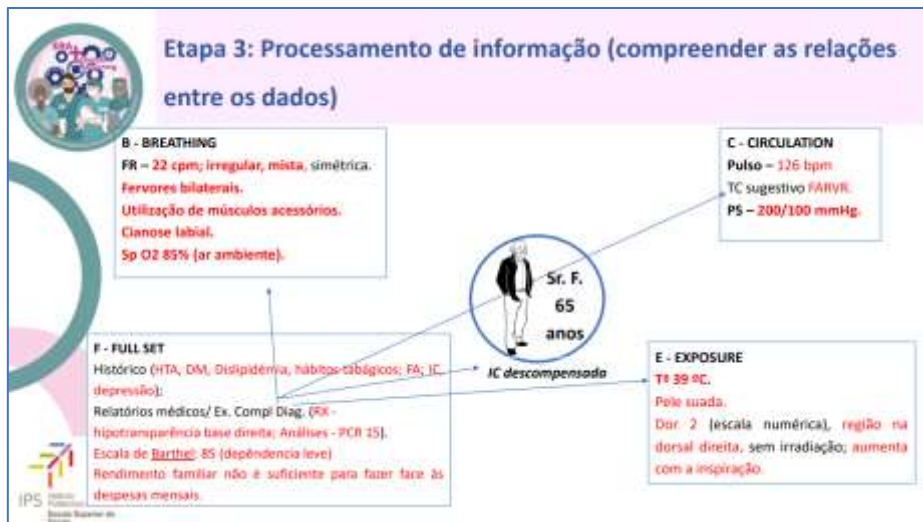 Etapa 3: Processamento de informação (compreender as relações
entre os dados)
B - BREATHING
FR – 22 cpm; irregular, mista, simétrica.
Fervores bilaterais.
Utilização de músculos acessórios.
Cianose labial.
Sp O2 85% (ar ambiente).
C - CIRCULATION
Pulso – 126 bpm
TC sugestivo FARVR.
PS – 200/100 mmHg.
Sr. F.
65
anos
IC descompensada
F - FULL SET
Histórico (HTA, DM, Dislipidémia, hábitos tabágicos; FA; IC,
depressão);
Relatórios médicos/ Ex. Compl Diag. (RX -
hipotransparência base direita; Análises - PCR 15).
Escala de Barthel: 85 (depêndencia leve)
Rendimento familiar não é suficiente para fazer face às
despesas mensais.
E - EXPOSURE
Tº 39 ºC.
Pele suada.
Dor 2 (escala numérica), região na
dorsal direita, sem irradiação; aumenta
com a inspiração.
IPS